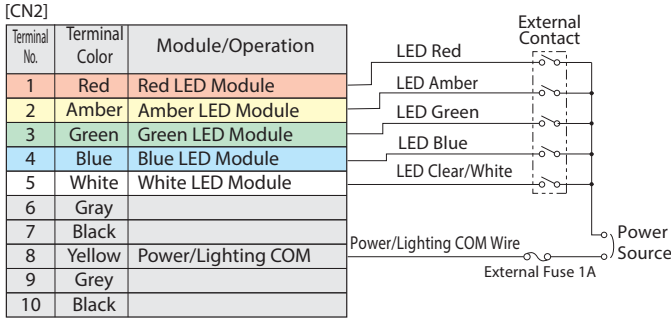 [CN2]
Terminal No. Terminal Color Module/Operation
1 Red Red LED Module
2 Amber Amber LED Module
3 Green Green LED Module
4 Blue Blue LED Module
5 White White LED Module
6 Gray
7 Black
8 Yellow Power/Lighting COM
9 Grey
10 Black
External
Contact
LED Red
LED Amber
LED Green
LED Blue
LED Clear/White
Power/Lighting COM Wire
External Fuse 1A
Power
Source